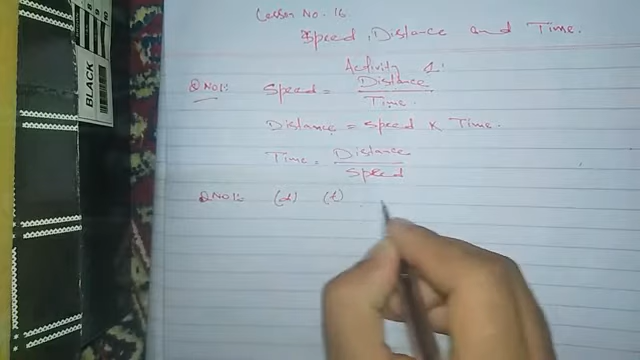 Lesson No. 16
Speed, Distance and Time.
Activity 1:
Q No1: Speed = Distance
Time.
Distance = Speed x Time.
Time = Distance
Speed
Q No1: (d) (t)
BLACK